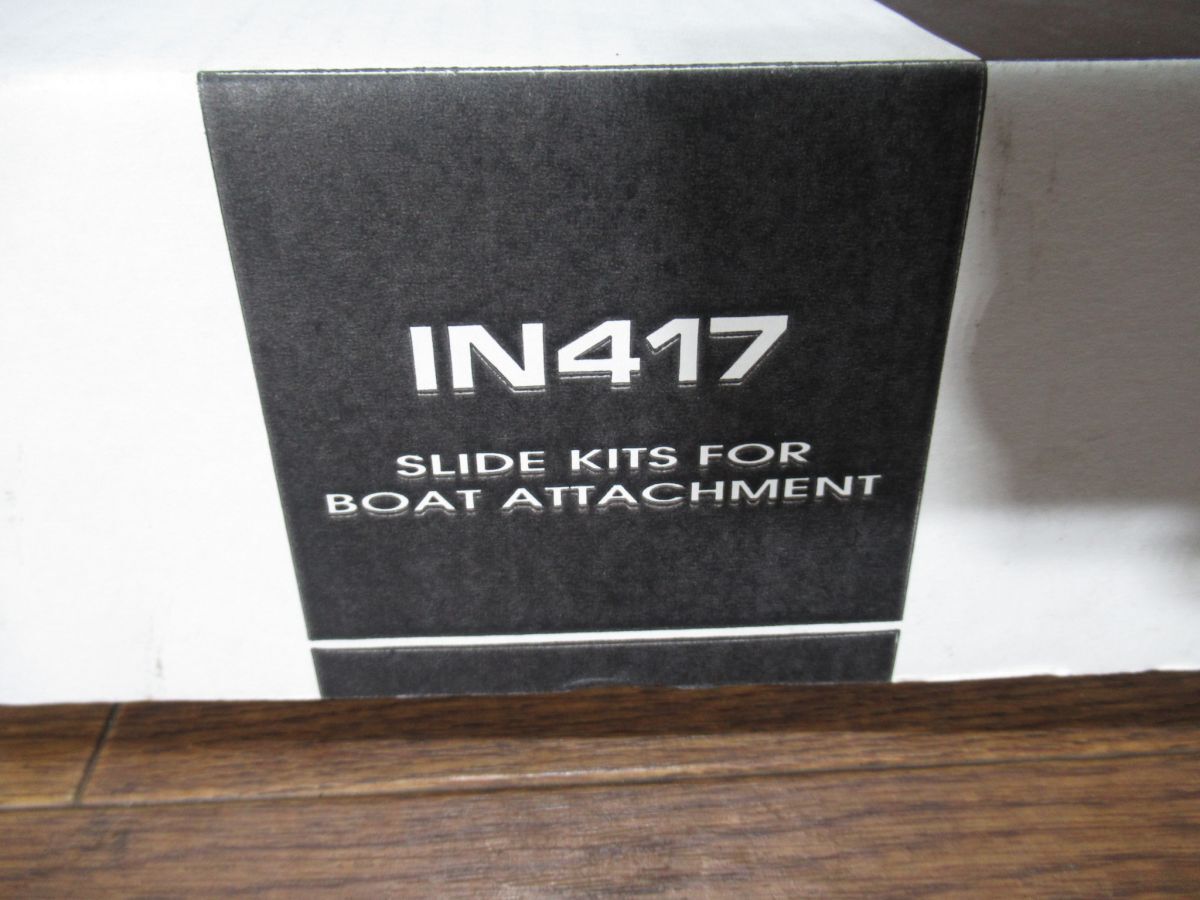 IN417
SLIDE KITS FOR
BOAT ATTACHMENT